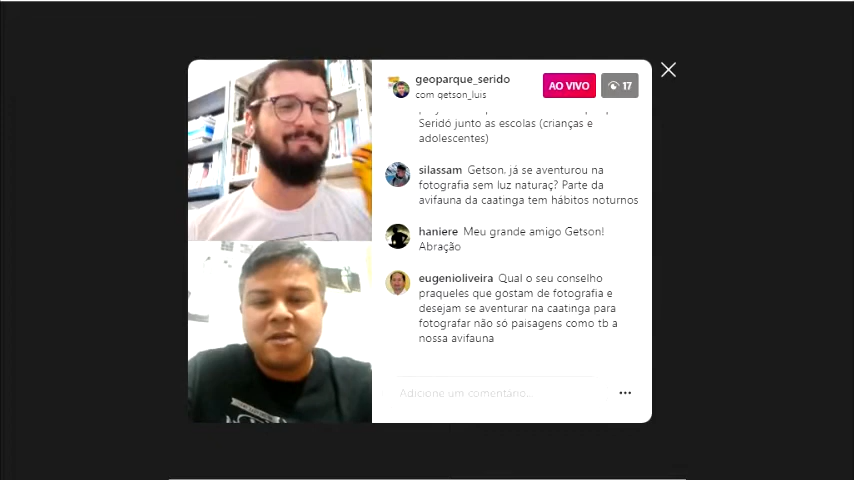 geoparque_serido
com getson_luis
AO VIVO
17
Seridó junto as escolas (crianças e
adolescentes)
silassam Getson, já se aventurou na
fotografia sem luz naturaç? Parte da
avifauna da caatinga tem hábitos noturnos
haniere Meu grande amigo Getson!
Abração
eugenioliveira Qual o seu conselho
praqueles que gostam de fotografia e
desejam se aventurar na caatinga para
fotografar não só paisagens como tb a
nossa avifauna
Adicione um comentário...